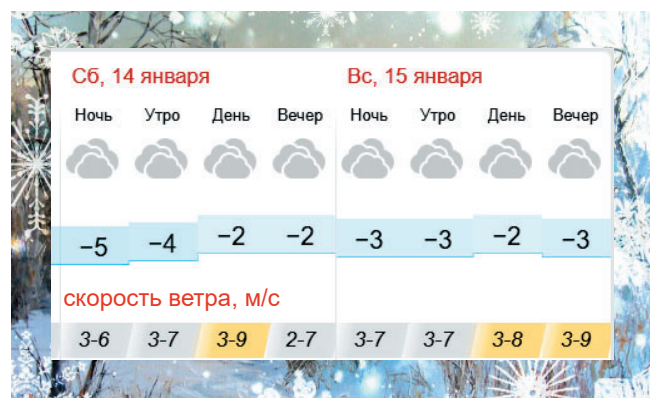 Сб, 14 января Вс, 15 января
Ночь Утро День Вечер Ночь Утро День Вечер
−5 −4 −2 −2 −3 −3 −2 −3
скорость ветра, м/с
3-6 3-7 3-9 2-7 3-7 3-7 3-8 3-9